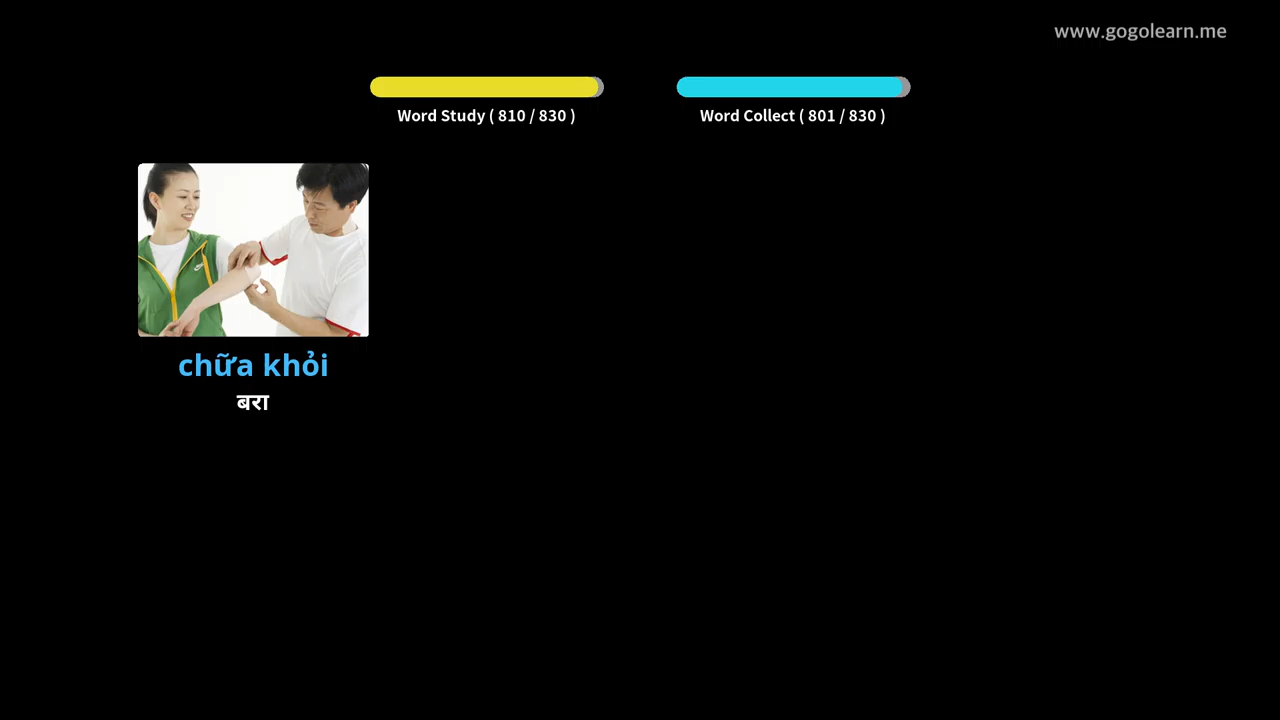 www.gogolearn.me
Word Study ( 810 / 830 )
Word Collect ( 801 / 830 )
chữa khỏi
बरा